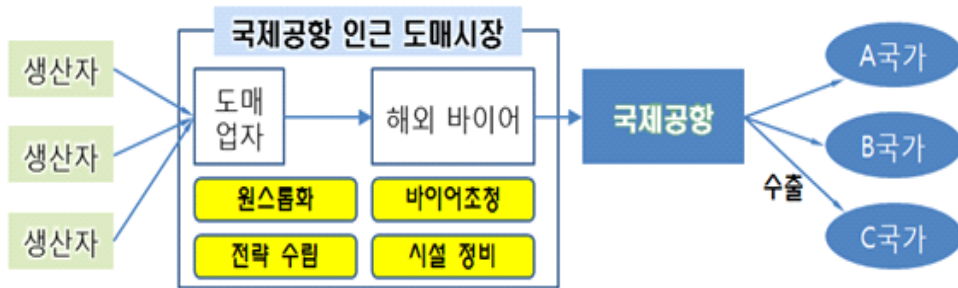 국제공항 인근 도매시장
생산자
생산자
생산자
도매
업자
해외 바이어
원스톱화
바이어초청
전략 수립
시설 정비
국제공항
수출
A국가
B국가
C국가